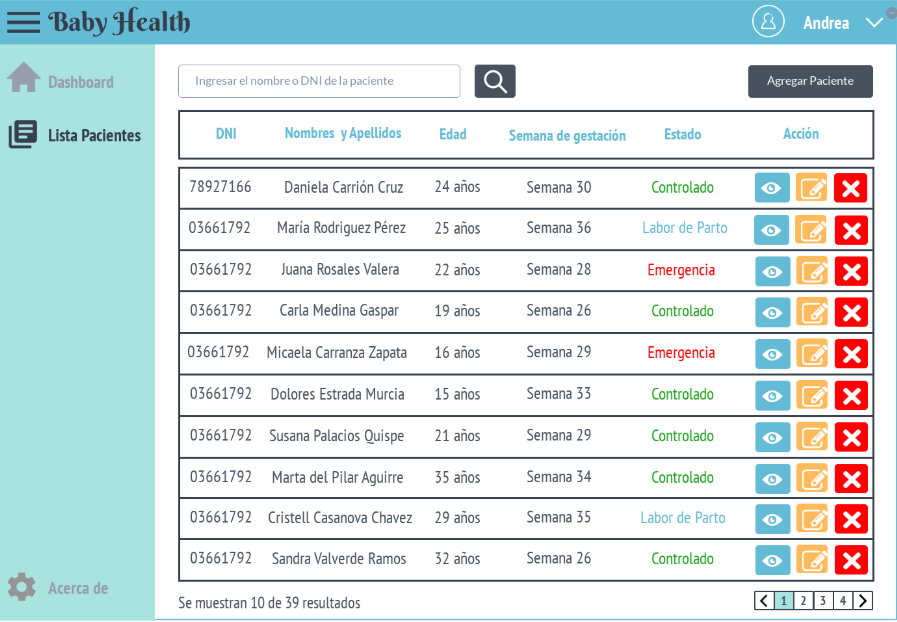 Baby Health
Andrea
Dashboard
Lista Pacientes
Acerca de
Ingresar el nombre o DNI de la paciente
Agregar Paciente
DNI Nombres y Apellidos Edad Semana de gestación Estado Acción
78927166 Daniela Carrión Cruz 24 años Semana 30 Controlado
03661792 María Rodriguez Pérez 25 años Semana 36 Labor de Parto
03661792 Juana Rosales Valera 22 años Semana 28 Emergencia
03661792 Carla Medina Gaspar 19 años Semana 26 Controlado
03661792 Micaela Carranza Zapata 16 años Semana 29 Emergencia
03661792 Dolores Estrada Murcia 15 años Semana 33 Controlado
03661792 Susana Palacios Quispe 21 años Semana 29 Controlado
03661792 Marta del Pilar Aguirre 35 años Semana 34 Controlado
03661792 Cristell Casanova Chavez 29 años Semana 35 Labor de Parto
03661792 Sandra Valverde Ramos 32 años Semana 26 Controlado
Se muestran 10 de 39 resultados
1 2 3 4